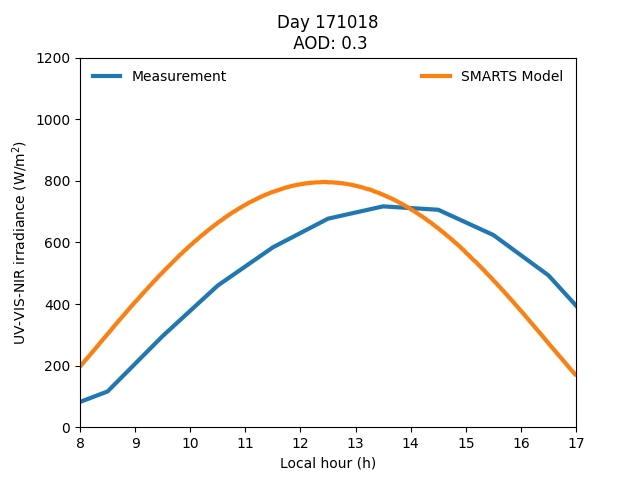 Day 171018
AOD: 0.3
Measurement
SMARTS Model
UV-VIS-NIR irradiance (W/m²)
1200
1000
800
600
400
200
0
8 9 10 11 12 13 14 15 16 17
Local hour (h)